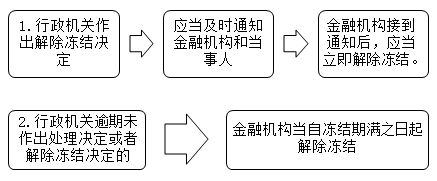 1.行政机关作
出解除冻结决
定
应当及时通知
金融机构和当
事人
金融机构接到
通知后，应当
立即解除冻结。
2.行政机关逾期未
作出处理决定或者
解除冻结决定的
金融机构当自冻结期满之日起
解除冻结